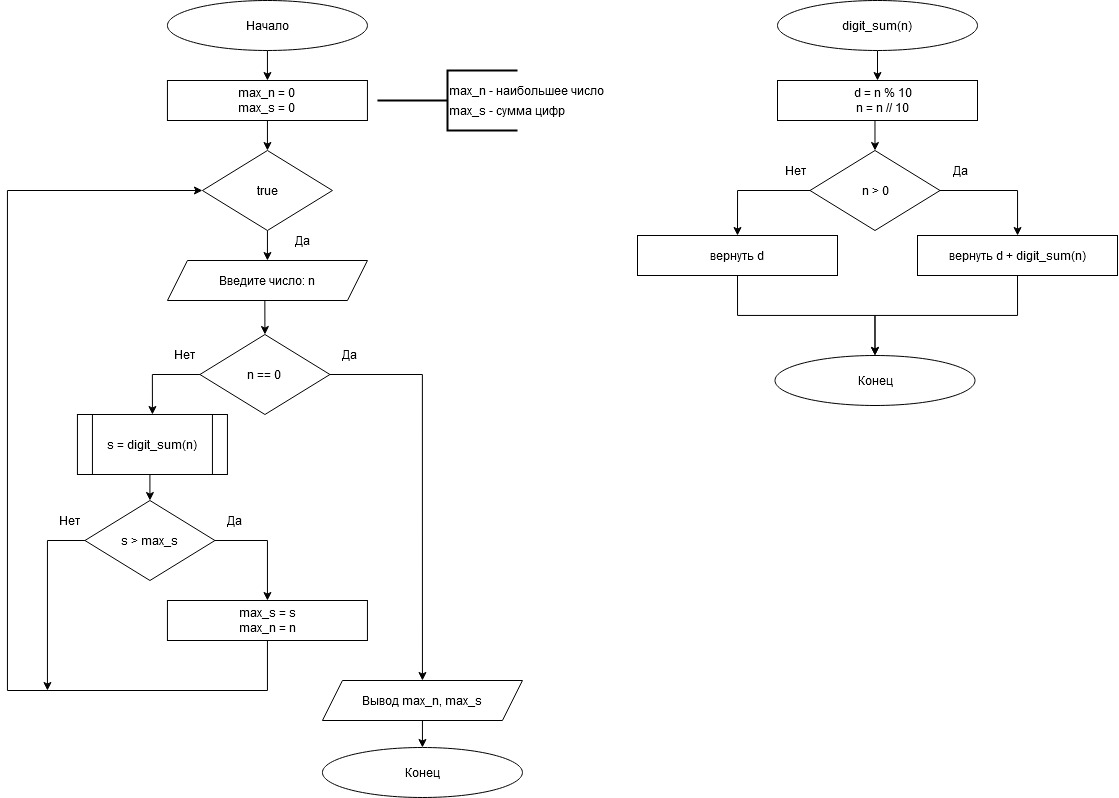 Начало
max_n = 0
max_s = 0
max_n - наибольшее число
max_s - сумма цифр
true
Да
Введите число: n
n == 0
Нет
Да
s = digit_sum(n)
s > max_s
Нет
Да
max_s = s
max_n = n
Вывод max_n, max_s
Конец
digit_sum(n)
d = n % 10
n = n // 10
n > 0
Нет
Да
вернуть d
вернуть d + digit_sum(n)
Конец